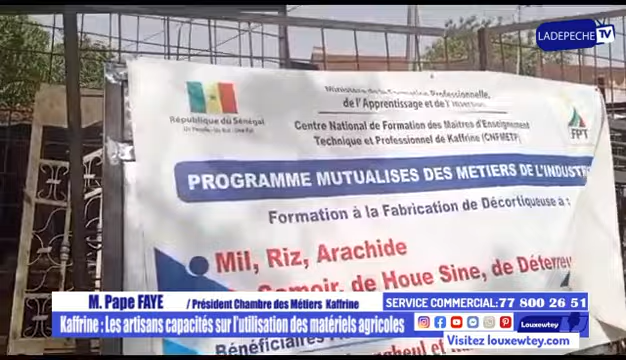 LADEPECHE TV
République du Sénégal
Un Peuple - Un But - Une Foi
Ministère de la Formation Professionnelle,
de l'Apprentissage et de l'Insertion
Centre National de Formation des Maitres d'Enseignement
Technique et Professionnel de Kaffrine (CNFMETP)
FPT
PROGRAMME MUTUALISES DES METIERS DE L'INDUST
Formation à la Fabrication de Décortiqueuse à :
Mil, Riz, Arachide
Semoir, de Houe Sine, de Déterreu
Bénéficiaires
M. Pape FAYE / Président Chambre des Métiers Kaffrine
SERVICE COMMERCIAL:77 800 26 51
Kaffrine : Les artisans capacités sur l'utilisation des matériels agricoles
Louxewtey
Visitez louxewtey.com